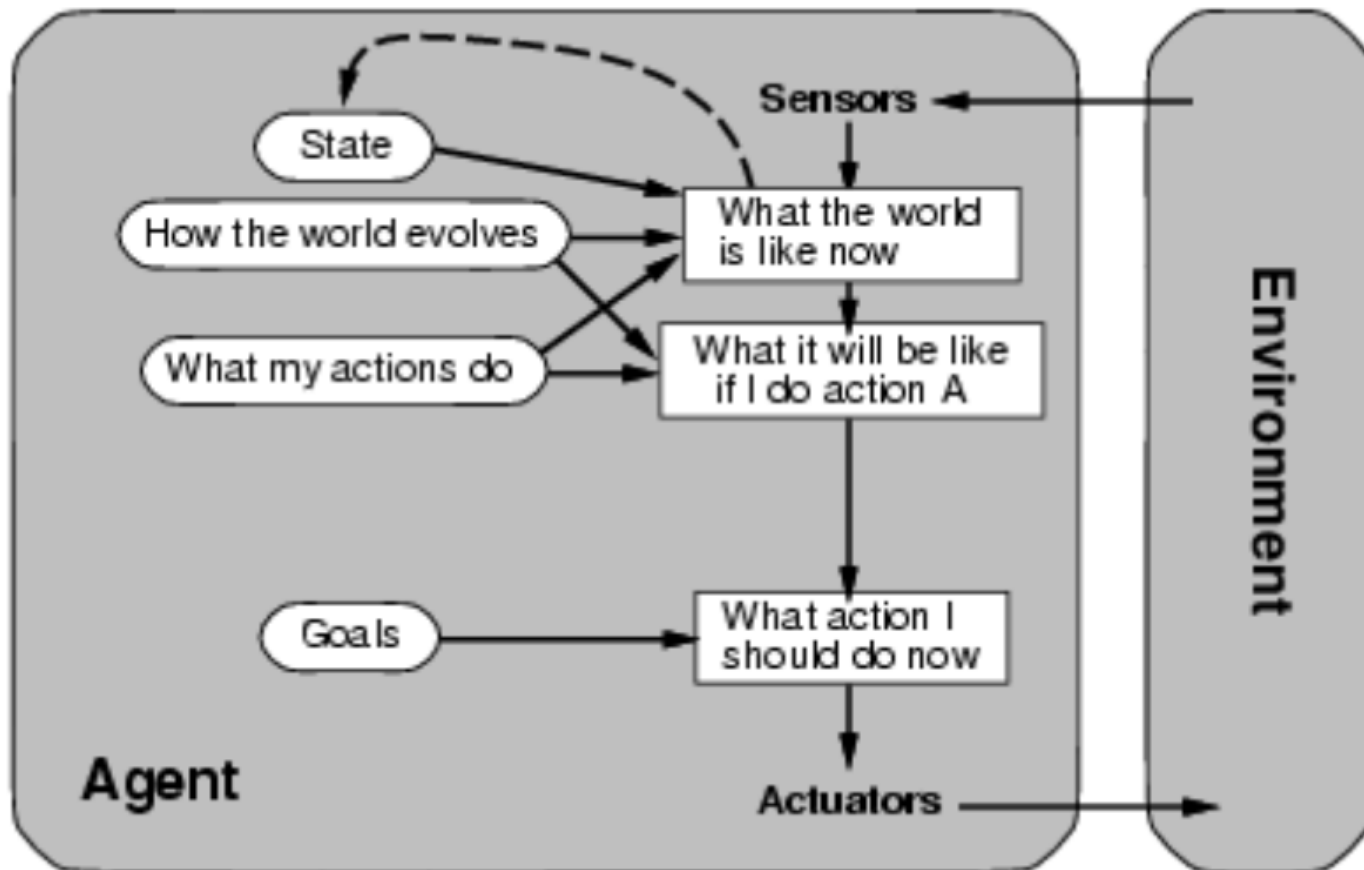 Sensors
State
What the world
is like now
How the world evolves
What it will be like
if I do action A
What my actions do
Environment
Goals
What action I
should do now
Agent
Actuators